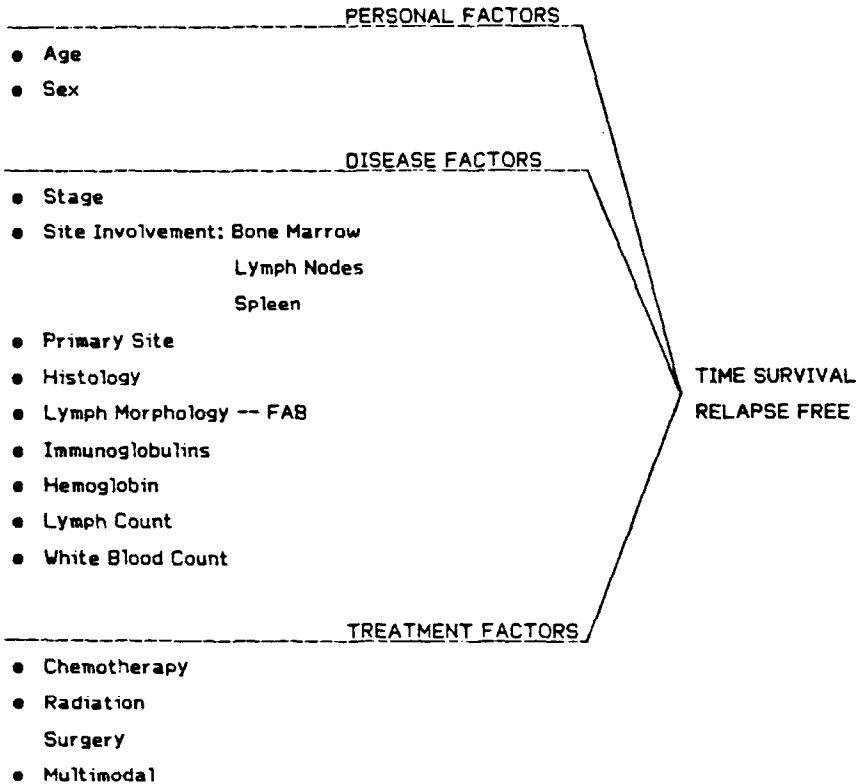 PERSONAL FACTORS
● Age
● Sex
DISEASE FACTORS
● Stage
● Site Involvement: Bone Marrow
Lymph Nodes
Spleen
● Primary Site
● Histology
● Lymph Morphology -- FAB
● Immunoglobulins
● Hemoglobin
● Lymph Count
● White Blood Count
TIME SURVIVAL
RELAPSE FREE
TREATMENT FACTORS
● Chemotherapy
● Radiation
Surgery
● Multimodal